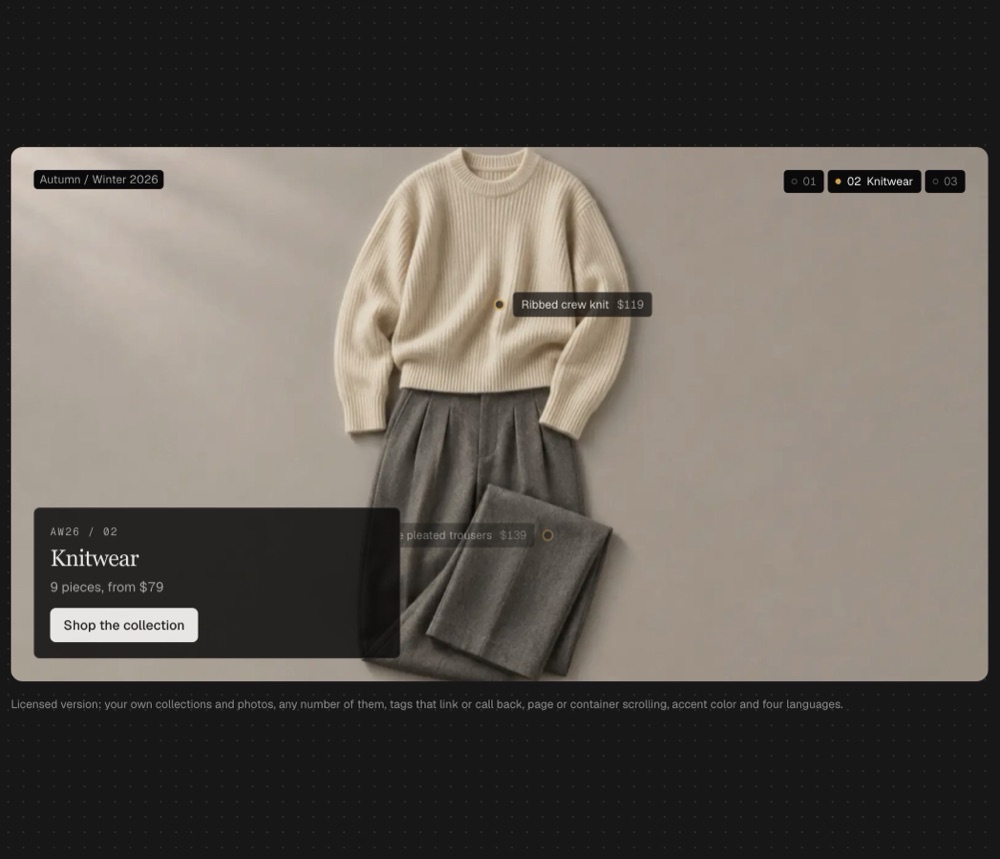 Autumn / Winter 2026
01
02 Knitwear
03
Ribbed crew knit $119
pleated trousers $139
AW26 / 02
Knitwear
9 pieces, from $79
Shop the collection
Licensed version: your own collections and photos, any number of them, tags that link or call back, page or container scrolling, accent color and four languages.